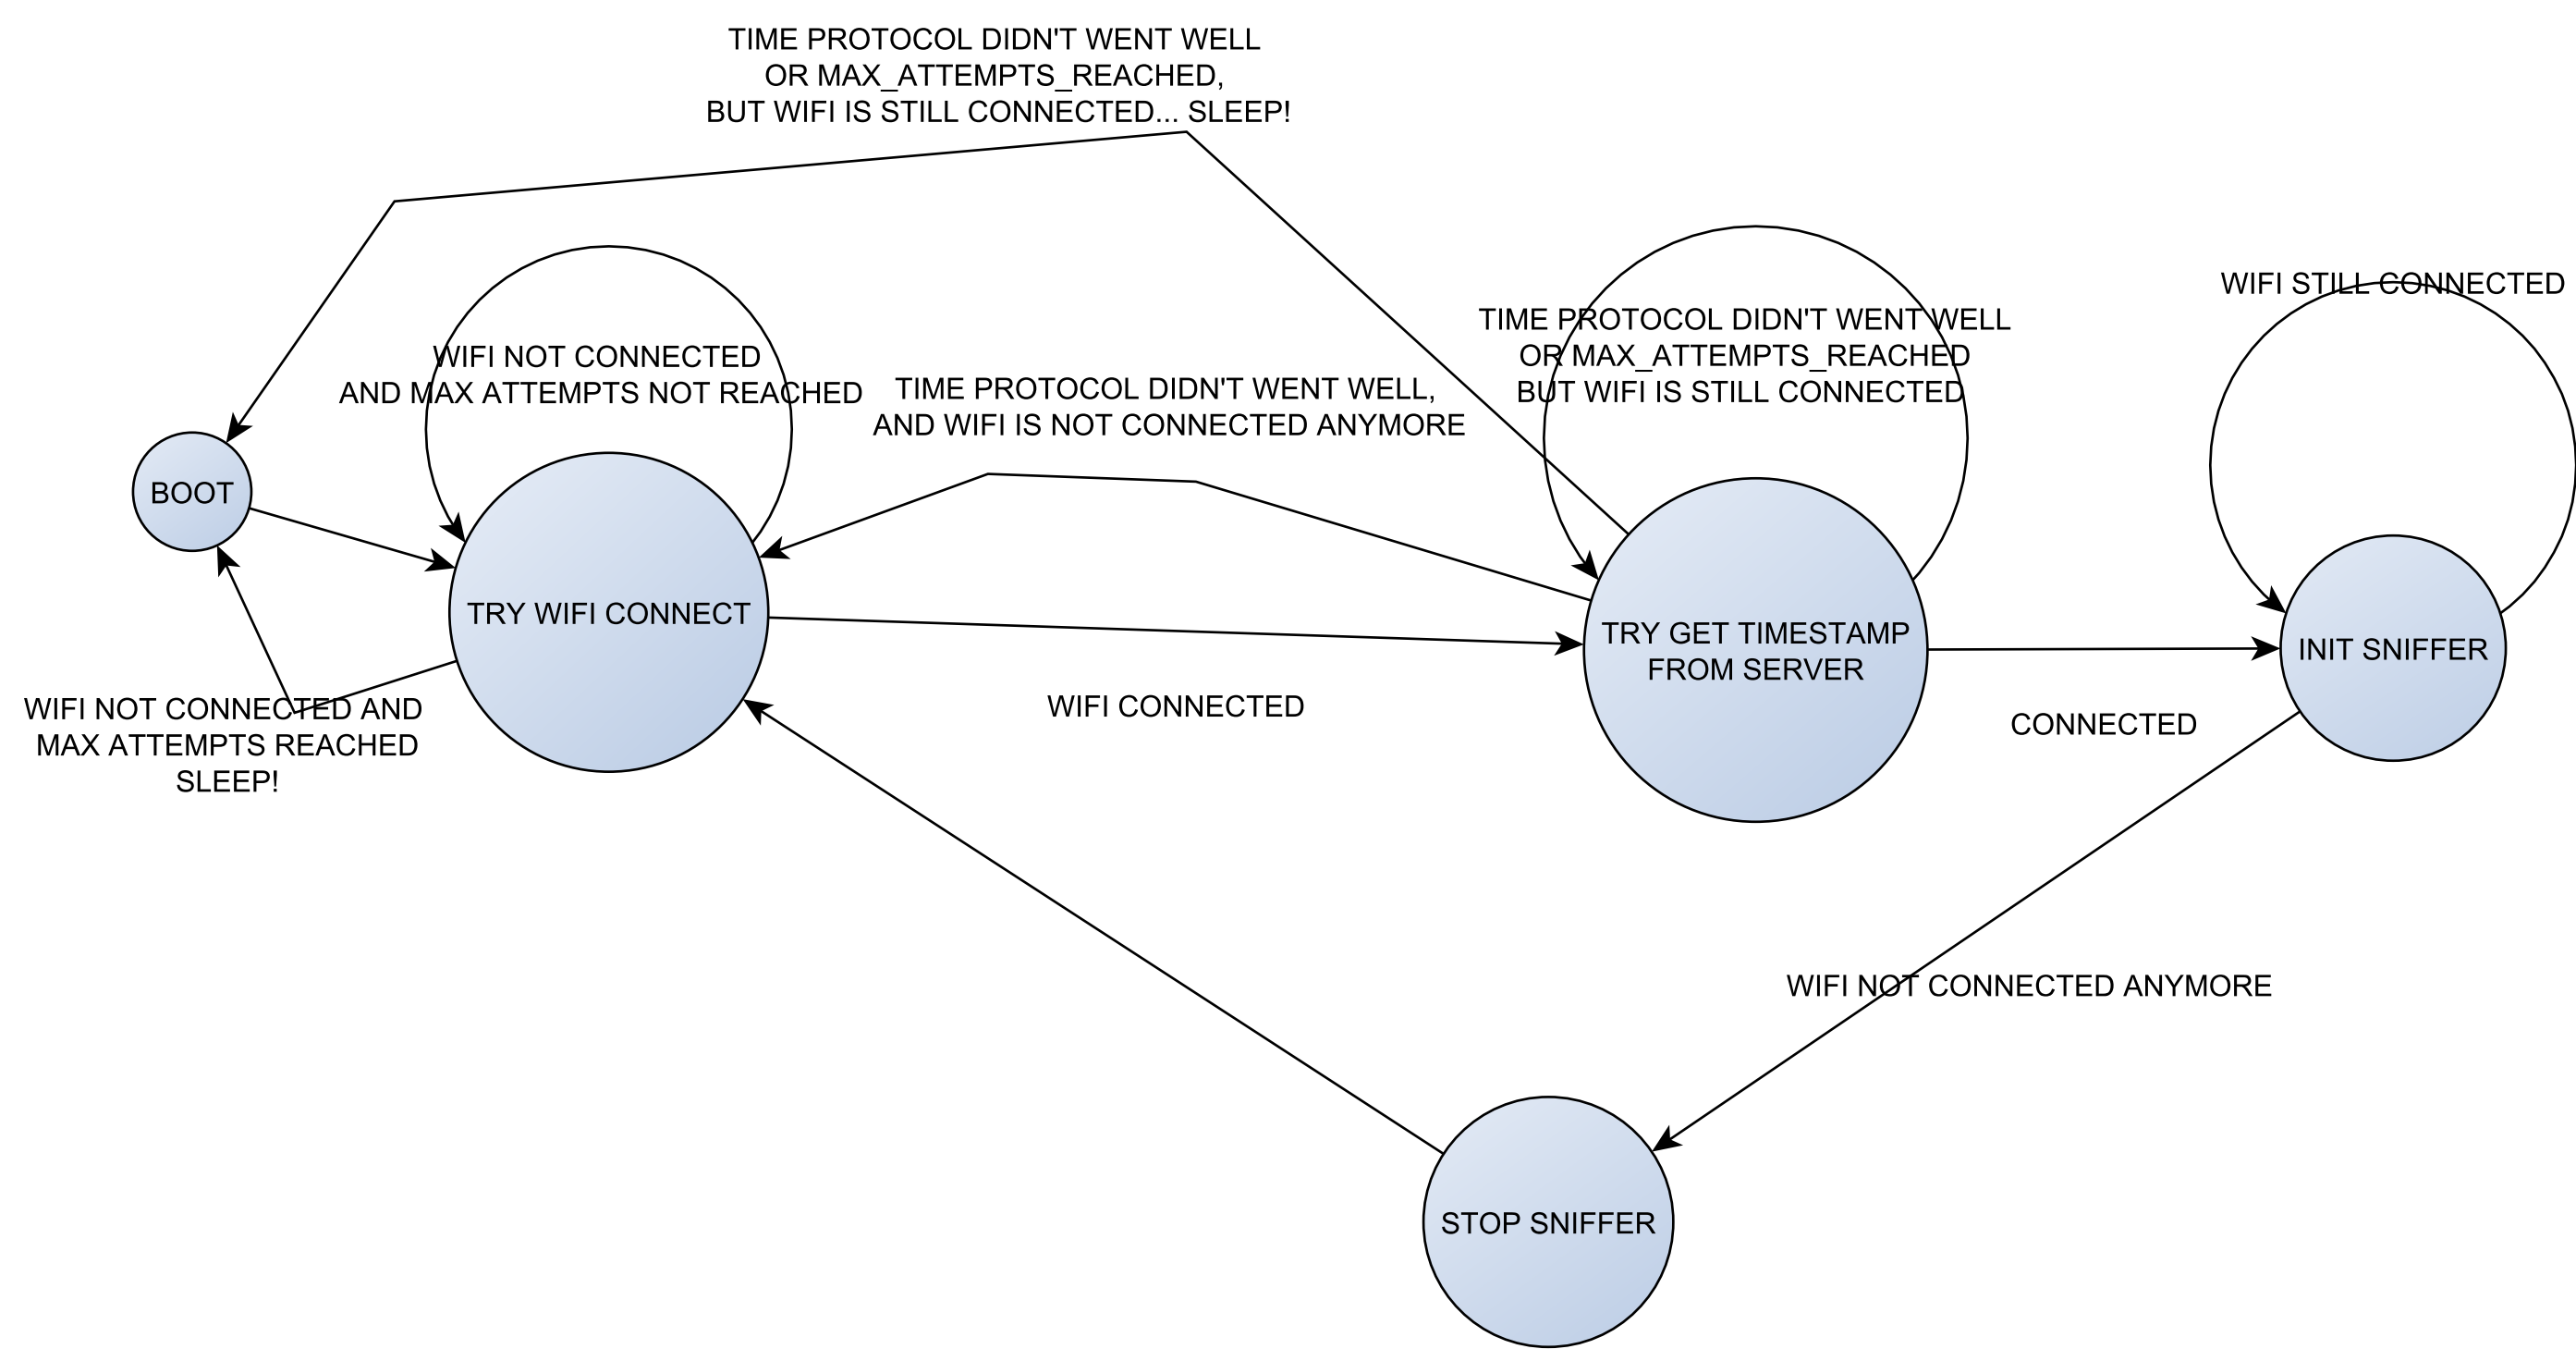 TIME PROTOCOL DIDN'T WENT WELL
OR MAX_ATTEMPTS_REACHED,
BUT WIFI IS STILL CONNECTED... SLEEP!
WIFI STILL CONNECTED
TIME PROTOCOL DIDN'T WENT WELL
OR MAX_ATTEMPTS_REACHED
BUT WIFI IS STILL CONNECTED
WIFI NOT CONNECTED
AND MAX ATTEMPTS NOT REACHED
TIME PROTOCOL DIDN'T WENT WELL,
AND WIFI IS NOT CONNECTED ANYMORE
BOOT
TRY WIFI CONNECT
TRY GET TIMESTAMP
FROM SERVER
INIT SNIFFER
WIFI NOT CONNECTED AND
MAX ATTEMPTS REACHED
SLEEP!
WIFI CONNECTED
CONNECTED
WIFI NOT CONNECTED ANYMORE
STOP SNIFFER